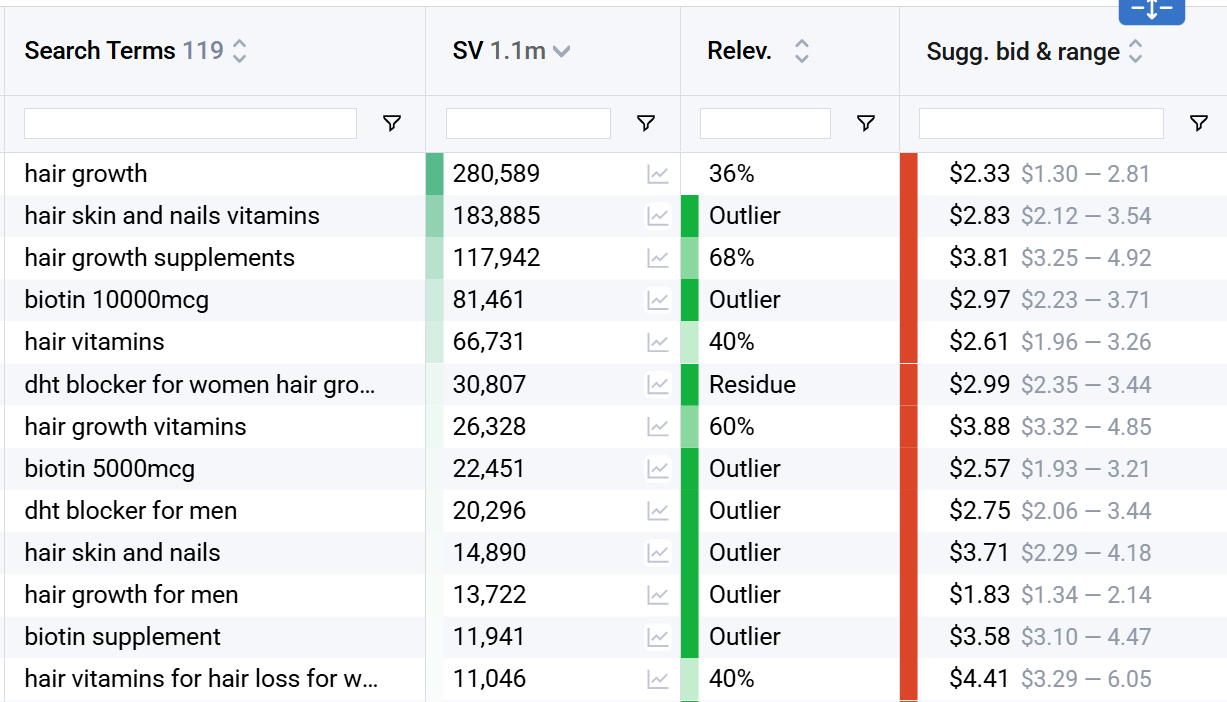 Search Terms 119 SV 1.1m Relev. Sugg. bid & range
hair growth 280,589 36% $2.33 $1.30 — 2.81
hair skin and nails vitamins 183,885 Outlier $2.83 $2.12 — 3.54
hair growth supplements 117,942 68% $3.81 $3.25 — 4.92
biotin 10000mcg 81,461 Outlier $2.97 $2.23 — 3.71
hair vitamins 66,731 40% $2.61 $1.96 — 3.26
dht blocker for women hair gro... 30,807 Residue $2.99 $2.35 — 3.44
hair growth vitamins 26,328 60% $3.88 $3.32 — 4.85
biotin 5000mcg 22,451 Outlier $2.57 $1.93 — 3.21
dht blocker for men 20,296 Outlier $2.75 $2.06 — 3.44
hair skin and nails 14,890 Outlier $3.71 $2.29 — 4.18
hair growth for men 13,722 Outlier $1.83 $1.34 — 2.14
biotin supplement 11,941 Outlier $3.58 $3.10 — 4.47
hair vitamins for hair loss for w... 11,046 40% $4.41 $3.29 — 6.05